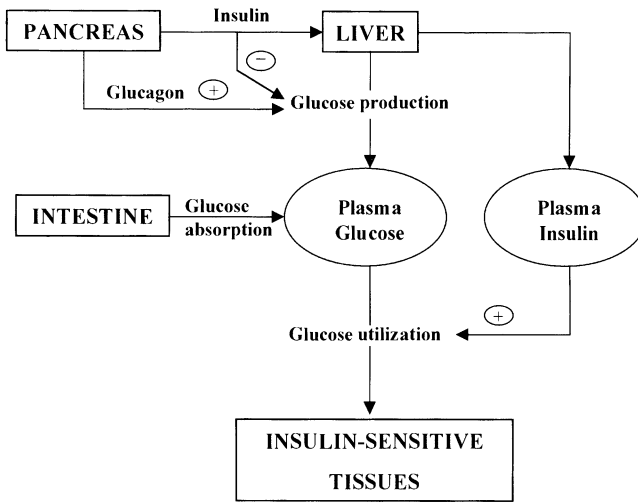 Insulin
PANCREAS
LIVER
−
Glucagon
+
Glucose production
INTESTINE
Glucose
absorption
Plasma
Glucose
Plasma
Insulin
Glucose utilization
+
INSULIN-SENSITIVE
TISSUES